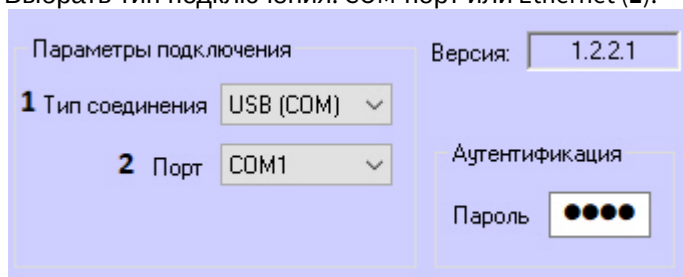 Выбрать тип подключения: COM-порт или Ethernet (1).
Параметры подключения
Версия: 1.2.2.1
1 Тип соединения USB (COM)
2 Порт COM1
Аутентификация
Пароль ●●●●